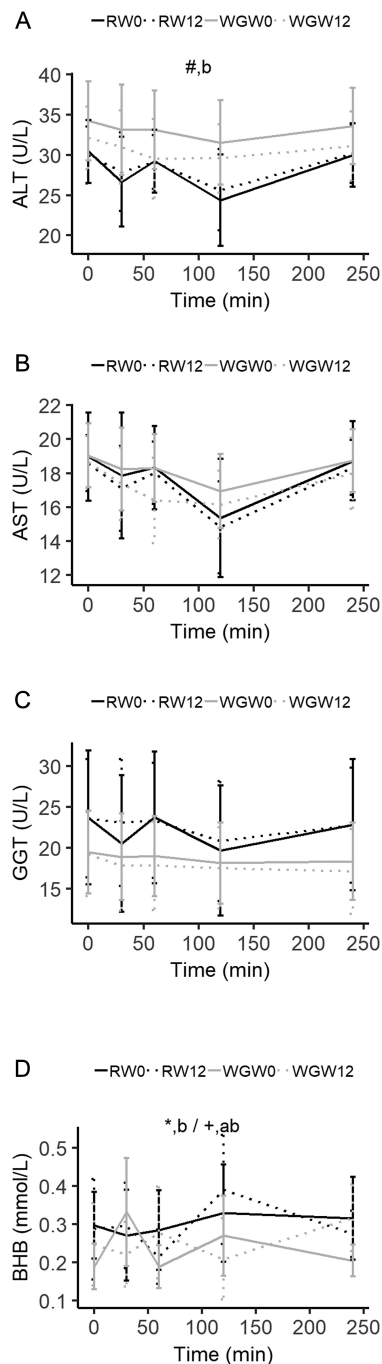 A
RW0 RW12 WGW0 WGW12
#,b
40
35
30
25
20
ALT (U/L)
0 50 100 150 200 250
Time (min)
B
RW0 RW12 WGW0 WGW12
22
20
18
16
14
12
AST (U/L)
0 50 100 150 200 250
Time (min)
C
RW0 RW12 WGW0 WGW12
30
25
20
15
GGT (U/L)
0 50 100 150 200 250
Time (min)
D
RW0 RW12 WGW0 WGW12
*,b / +,ab
0.5
0.4
0.3
0.2
0.1
BHB (mmol/L)
0 50 100 150 200 250
Time (min)